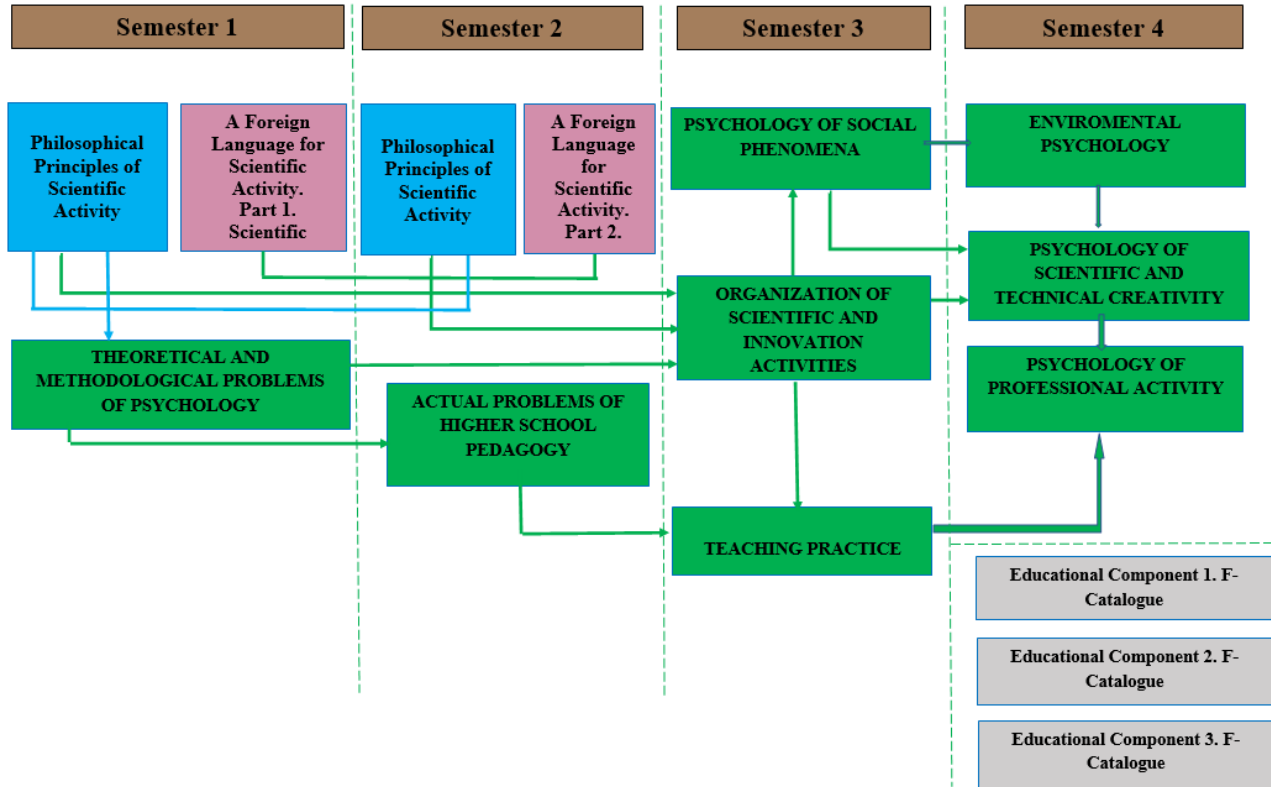 Semester 1
Semester 2
Semester 3
Semester 4
Philosophical
Principles of
Scientific
Activity
A Foreign
Language for
Scientific
Activity.
Part 1.
Scientific
Philosophical
Principles of
Scientific
Activity
A Foreign
Language
for
Scientific
Activity.
Part 2.
PSYCHOLOGY OF SOCIAL
PHENOMENA
ENVIROMENTAL
PSYCHOLOGY
PSYCHOLOGY OF
SCIENTIFIC AND
TECHNICAL CREATIVITY
ORGANIZATION OF
SCIENTIFIC AND
INNOVATION
ACTIVITIES
THEORETICAL AND
METHODOLOGICAL PROBLEMS
OF PSYCHOLOGY
PSYCHOLOGY OF
PROFESSIONAL ACTIVITY
ACTUAL PROBLEMS OF
HIGHER SCHOOL
PEDAGOGY
TEACHING PRACTICE
Educational Component 1. F-
Catalogue
Educational Component 2. F-
Catalogue
Educational Component 3. F-
Catalogue